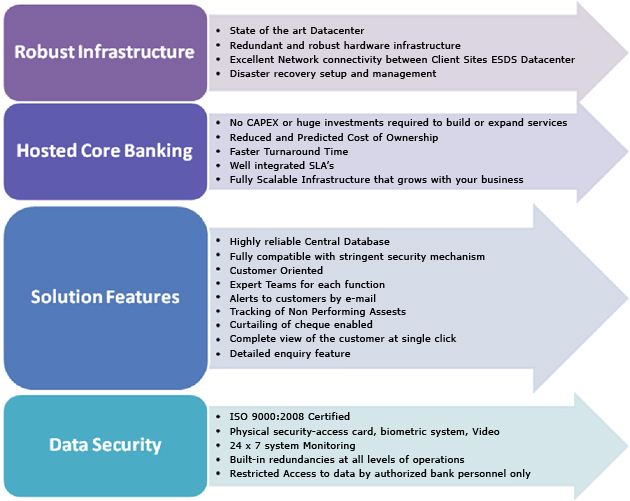 Robust Infrastructure
• State of the art Datacenter
• Redundant and robust hardware infrastructure
• Excellent Network connectivity between Client Sites ESDS Datacenter
• Disaster recovery setup and management
Hosted Core Banking
• No CAPEX or huge investments required to build or expand services
• Reduced and Predicted Cost of Ownership
• Faster Turnaround Time
• Well integrated SLA's
• Fully Scalable Infrastructure that grows with your business
Solution Features
• Highly reliable Central Database
• Fully compatible with stringent security mechanism
• Customer Oriented
• Expert Teams for each function
• Alerts to customers by e-mail
• Tracking of Non Performing Assests
• Curtailing of cheque enabled
• Complete view of the customer at single click
• Detailed enquiry feature
Data Security
• ISO 9000:2008 Certified
• Physical security-access card, biometric system, Video
• 24 x 7 system Monitoring
• Built-in redundancies at all levels of operations
• Restricted Access to data by authorized bank personnel only